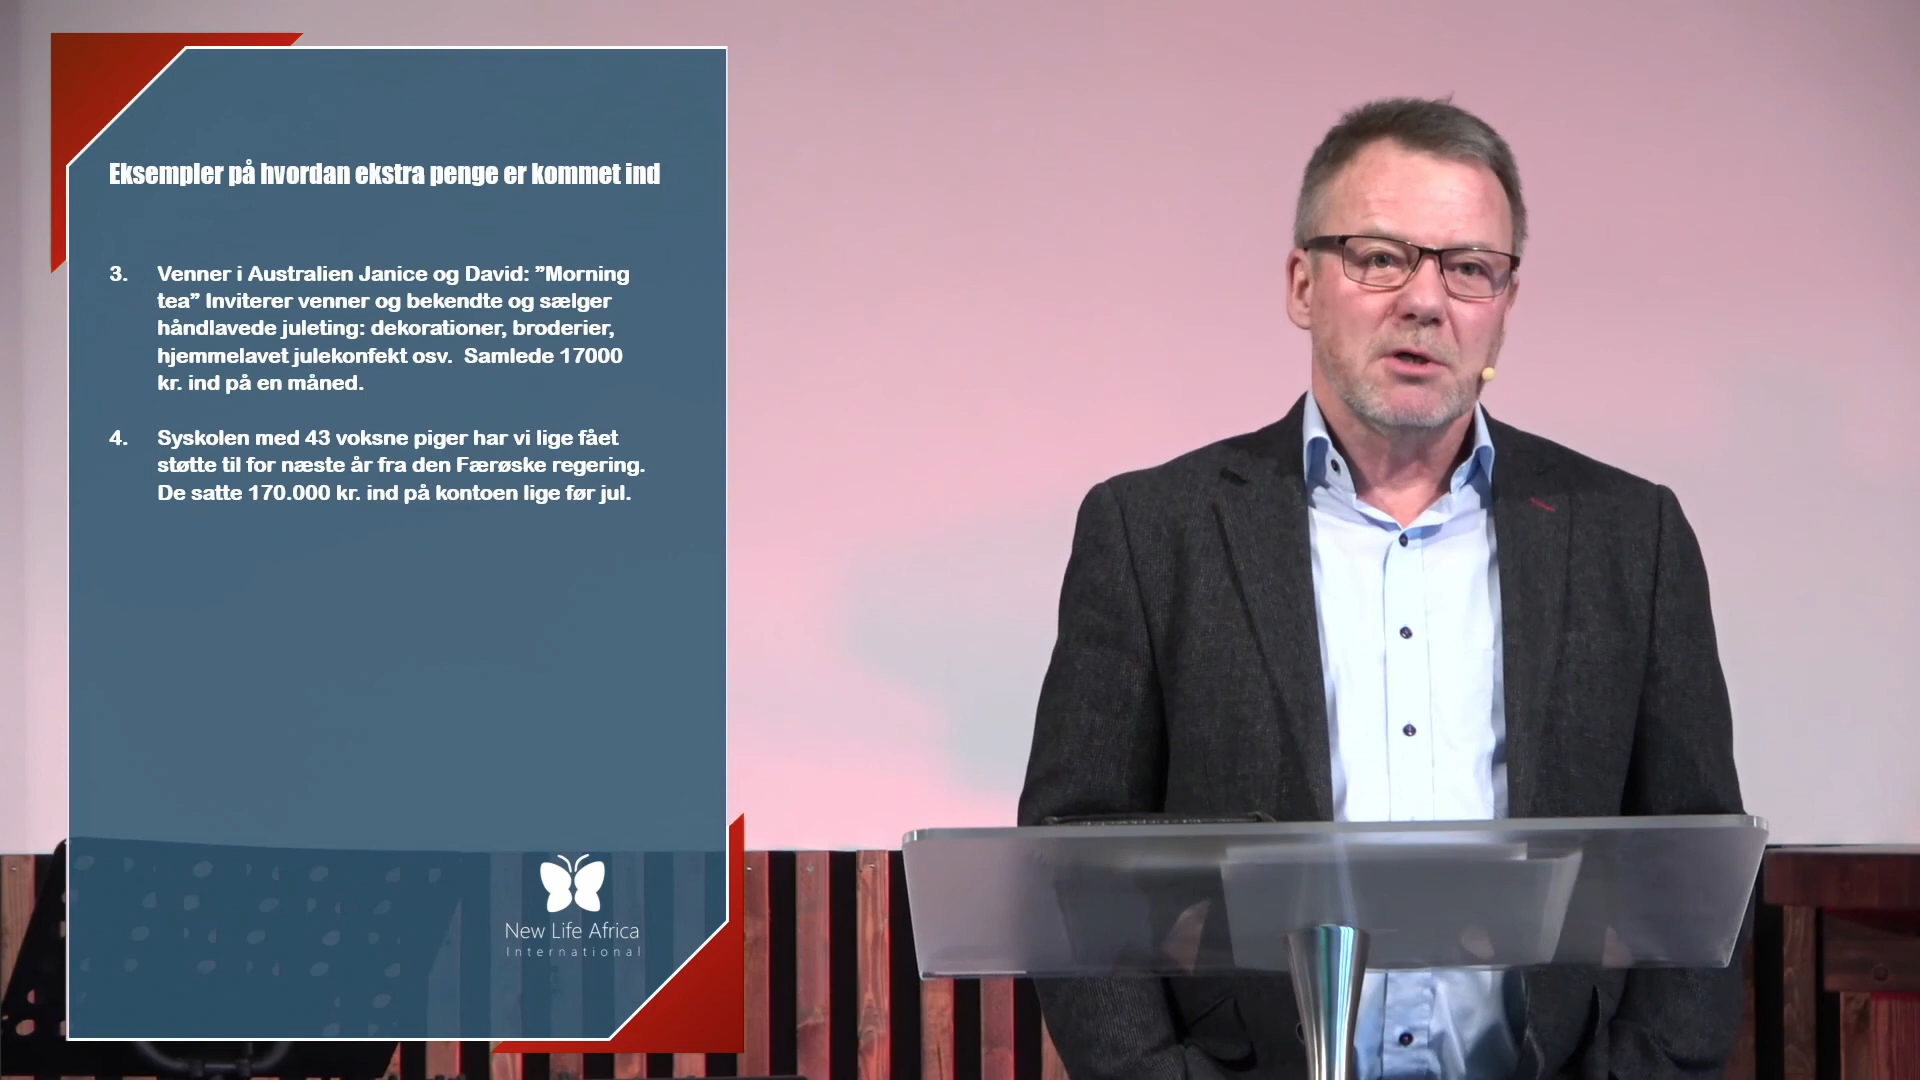 Eksempler på hvordan ekstra penge er kommet ind
3. Venner i Australien Janice og David: ”Morning
tea” Inviterer venner og bekendte og sælger
håndlavede juleting: dekorationer, broderier,
hjemmelavet julekonfekt osv.  Samlede 17000
kr. ind på en måned.
4. Syskolen med 43 voksne piger har vi lige fået
støtte til for næste år fra den Færøske regering.
De satte 170.000 kr. ind på kontoen lige før jul.
New Life Africa
International